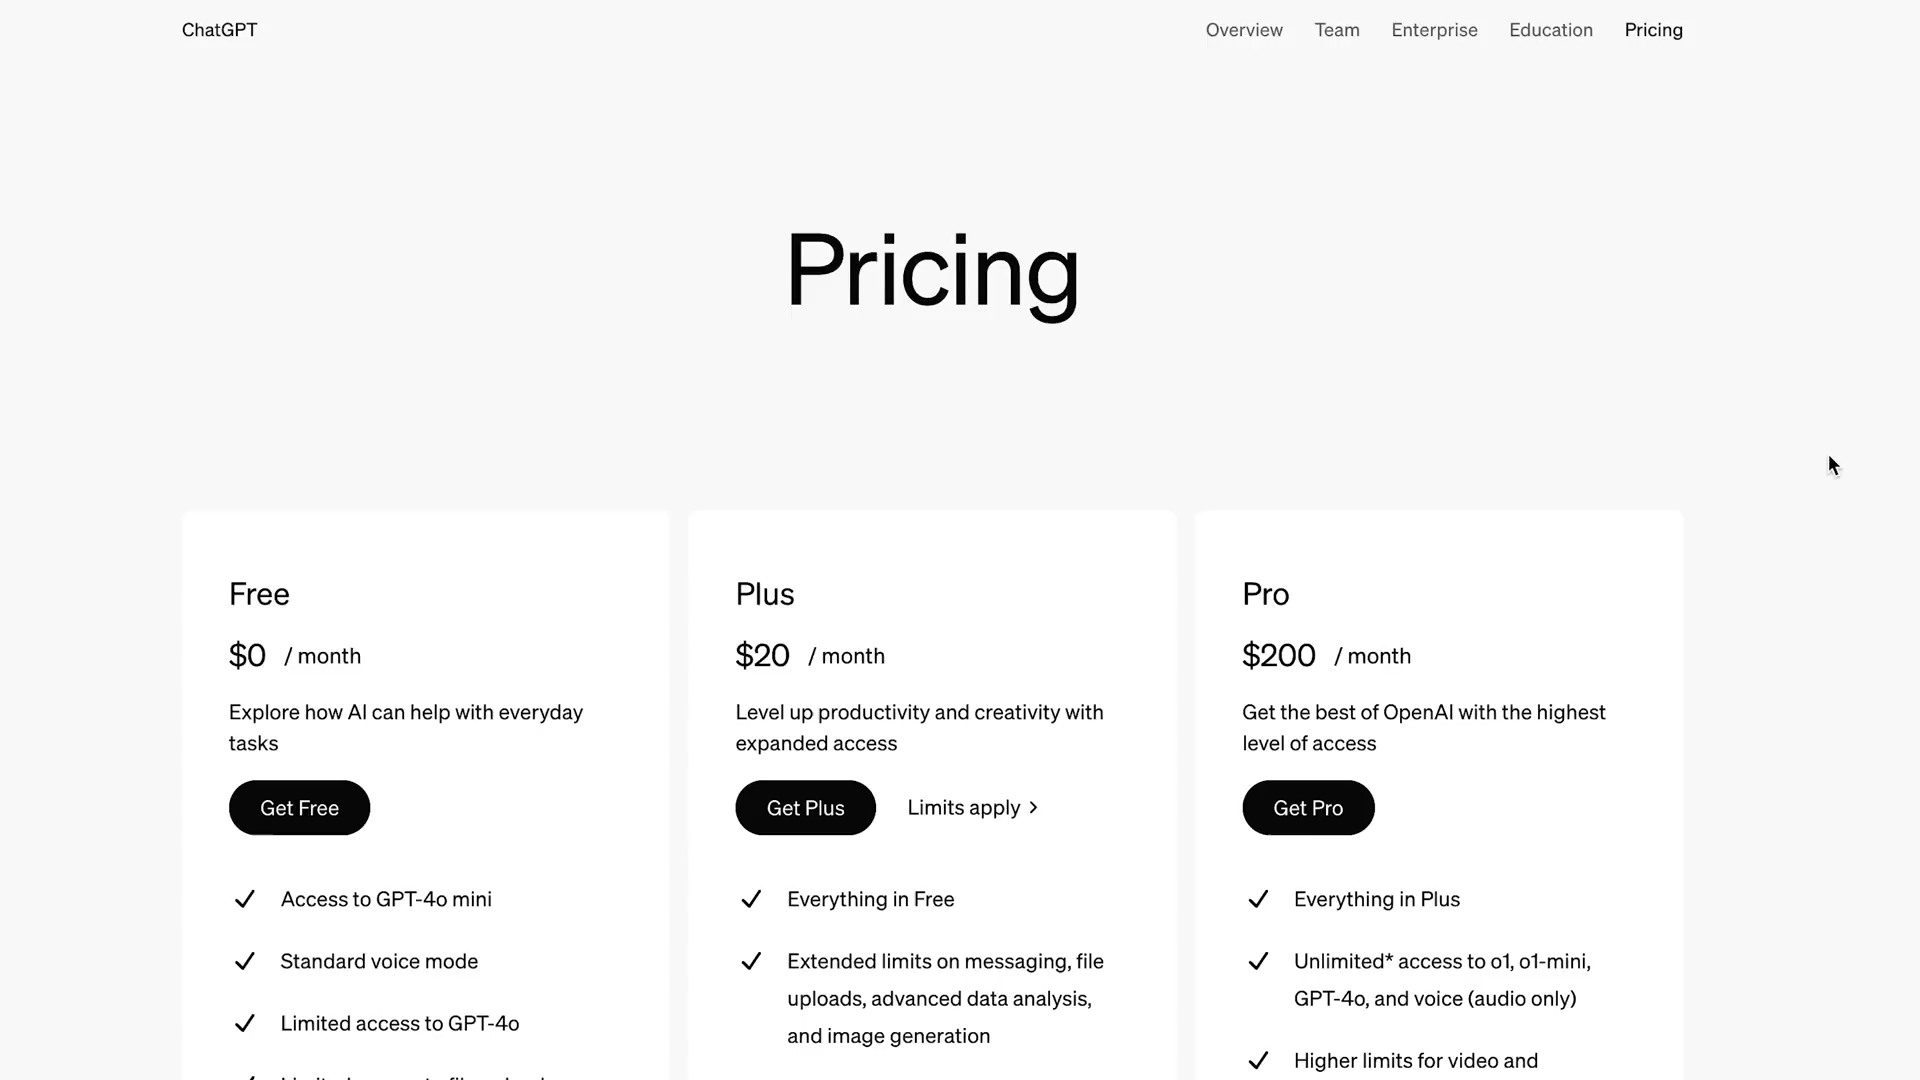 ChatGPT
Overview
Team
Enterprise
Education
Pricing
Pricing
Free
$0 / month
Explore how AI can help with everyday
tasks
Get Free
Access to GPT-4o mini
Standard voice mode
Limited access to GPT-4o
Plus
$20 / month
Level up productivity and creativity with
expanded access
Get Plus
Limits apply >
Everything in Free
Extended limits on messaging, file
uploads, advanced data analysis,
and image generation
Pro
$200 / month
Get the best of OpenAI with the highest
level of access
Get Pro
Everything in Plus
Unlimited* access to o1, o1-mini,
GPT-4o, and voice (audio only)
Higher limits for video and